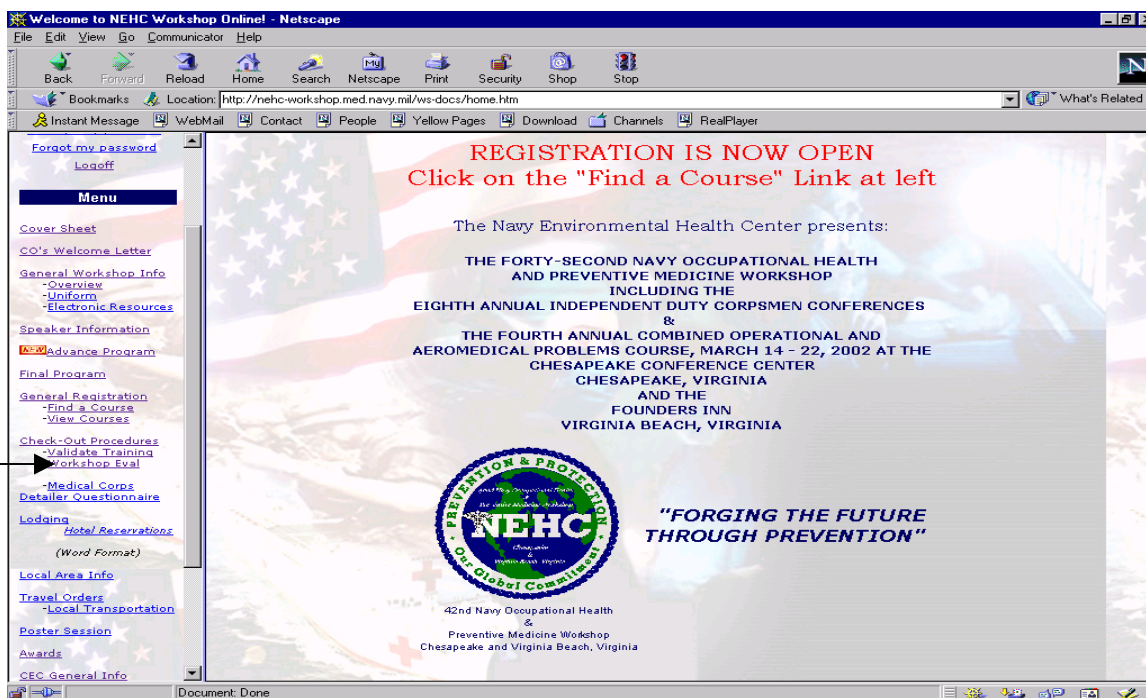 Welcome to NEHC Workshop Online! - Netscape
File Edit View Go Communicator Help
Back Forward Reload Home Search Netscape Print Security Shop Stop
My
N
Bookmarks Location: http://nehc-workshop.med.navy.mil/ws-docs/home.htm What's Related
Instant Message WebMail Contact People Yellow Pages Download Channels RealPlayer
Forgot my password
Logoff
Menu
Cover Sheet
CO's Welcome Letter
General Workshop Info
-Overview
-Uniform
-Electronic Resources
Speaker Information
NEW Advance Program
Final Program
General Registration
-Find a Course
-View Courses
Check-Out Procedures
-Validate Training
Workshop Eval
-Medical Corps
Detailer Questionnaire
Lodging
Hotel Reservations
(Word Format)
Local Area Info
Travel Orders
-Local Transportation
Poster Session
Awards
CEC General Info
REGISTRATION IS NOW OPEN
Click on the "Find a Course" Link at left
The Navy Environmental Health Center presents:
THE FORTY-SECOND NAVY OCCUPATIONAL HEALTH
AND PREVENTIVE MEDICINE WORKSHOP
INCLUDING THE
EIGHTH ANNUAL INDEPENDENT DUTY CORPSMEN CONFERENCES
&
THE FOURTH ANNUAL COMBINED OPERATIONAL AND
AEROMEDICAL PROBLEMS COURSE, MARCH 14 - 22, 2002 AT THE
CHESAPEAKE CONFERENCE CENTER
CHESAPEAKE, VIRGINIA
AND THE
FOUNDERS INN
VIRGINIA BEACH, VIRGINIA
PREVENTION & PROTECTION
NEHC
Chesapeake
&
Virginia Beach, Virginia
Our Global Commitment
"FORGING THE FUTURE
THROUGH PREVENTION"
42nd Navy Occupational Health
&
Preventive Medicine Workshop
Chesapeake and Virginia Beach, Virginia
Document: Done